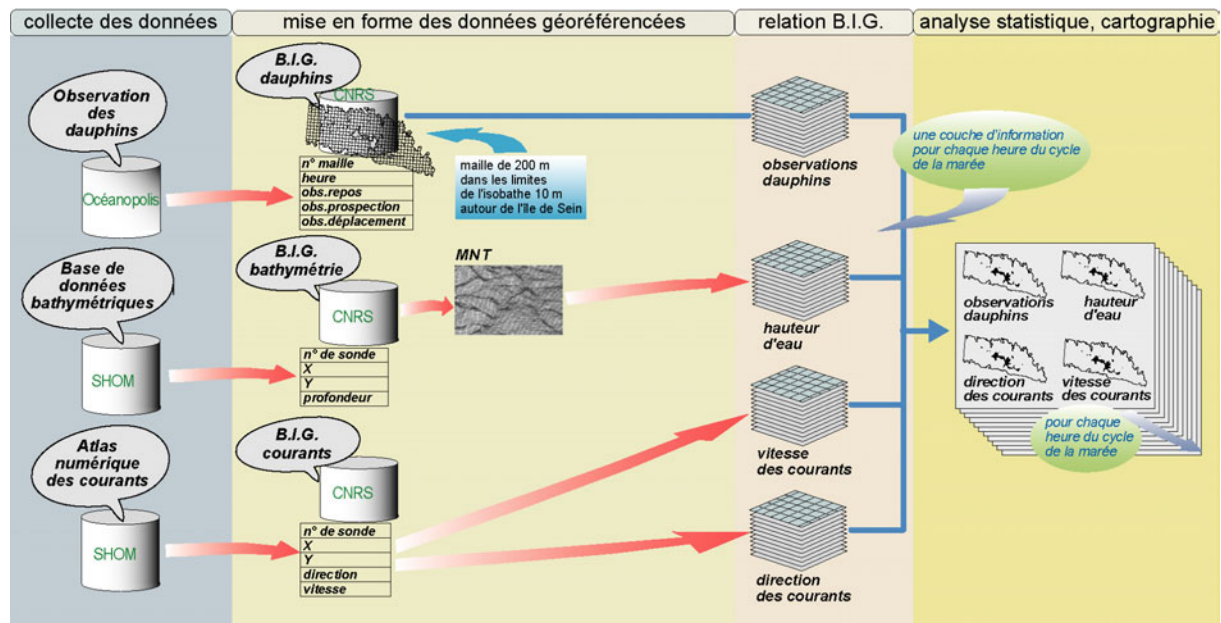 collecte des données
mise en forme des données géoréférencées
relation B.I.G.
analyse statistique, cartographie
Observation
des
dauphins
Océanopolis
B.I.G.
dauphins
CNRS
n° maille
heure
obs.repos
obs.prospection
obs.déplacement
maille de 200 m
dans les limites
de l'isobathe 10 m
autour de l'île de Sein
observations
dauphins
une couche d'information
pour chaque heure du cycle
de la marée
Base de
données
bathymétriques
SHOM
B.I.G.
bathymétrie
CNRS
n° de sonde
X
Y
profondeur
MNT
hauteur
d'eau
Atlas
numérique
des courants
SHOM
B.I.G.
courants
CNRS
n° de sonde
X
Y
direction
vitesse
vitesse
des courants
direction
des courants
observations
dauphins
hauteur
d'eau
direction
des courants
vitesse
des courants
pour chaque
heure du cycle
de la marée